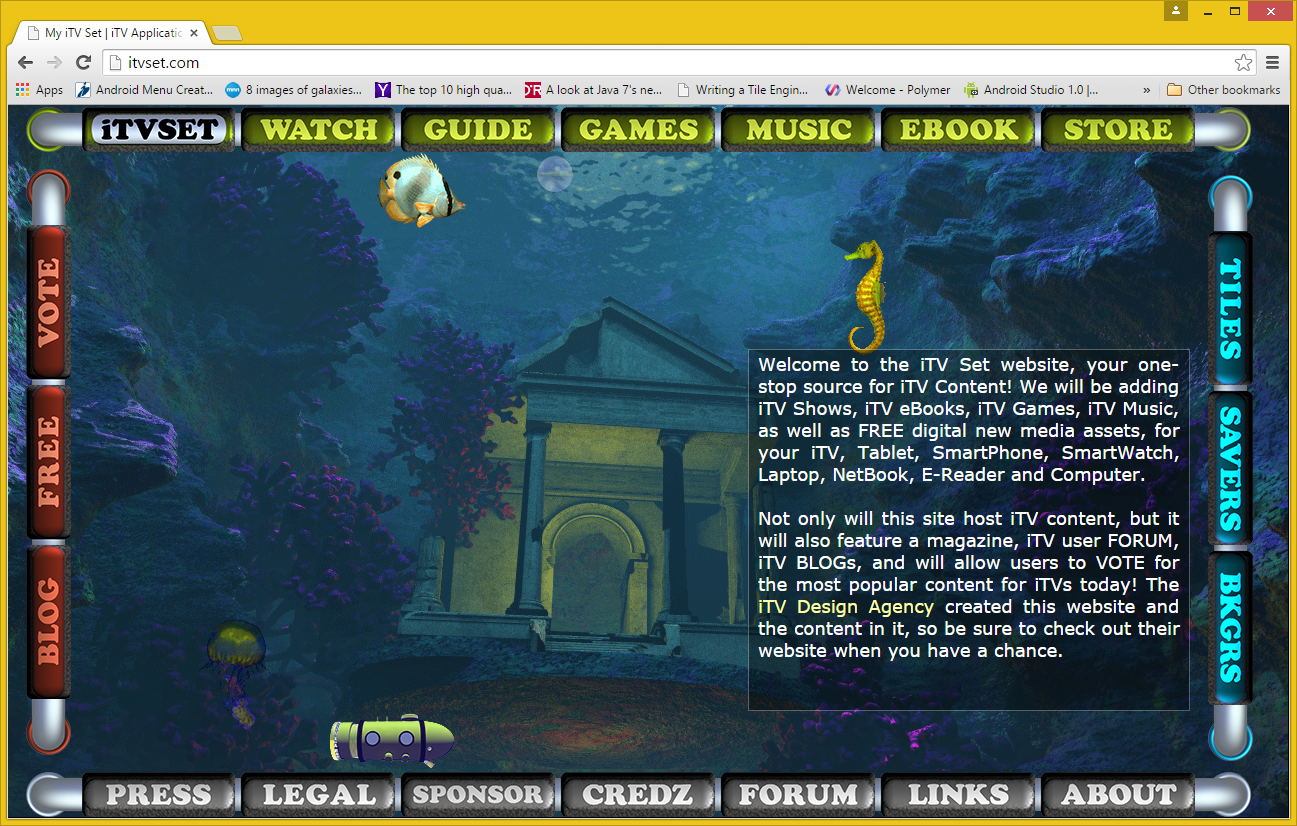 My iTV Set | iTV Applicatic
itvset.com
Apps Android Menu Creat... 8 images of galaxies... The top 10 high qua... A look at Java 7's ne... Writing a Tile Engin... Welcome - Polymer Android Studio 1.0 |... » Other bookmarks
iTVSET WATCH GUIDE GAMES MUSIC EBOOK STORE
VOTE
FREE
BLOG
Welcome to the iTV Set website, your one-
stop source for iTV Content! We will be adding
iTV Shows, iTV eBooks, iTV Games, iTV Music,
as well as FREE digital new media assets, for
your iTV, Tablet, SmartPhone, SmartWatch,
Laptop, NetBook, E-Reader and Computer.
Not only will this site host iTV content, but it
will also feature a magazine, iTV user FORUM,
iTV BLOGs, and will allow users to VOTE for
the most popular content for iTVs today! The
iTV Design Agency created this website and
the content in it, so be sure to check out their
website when you have a chance.
TILES
SAVERS
BKGRS
PRESS LEGAL SPONSOR CREDZ FORUM LINKS ABOUT